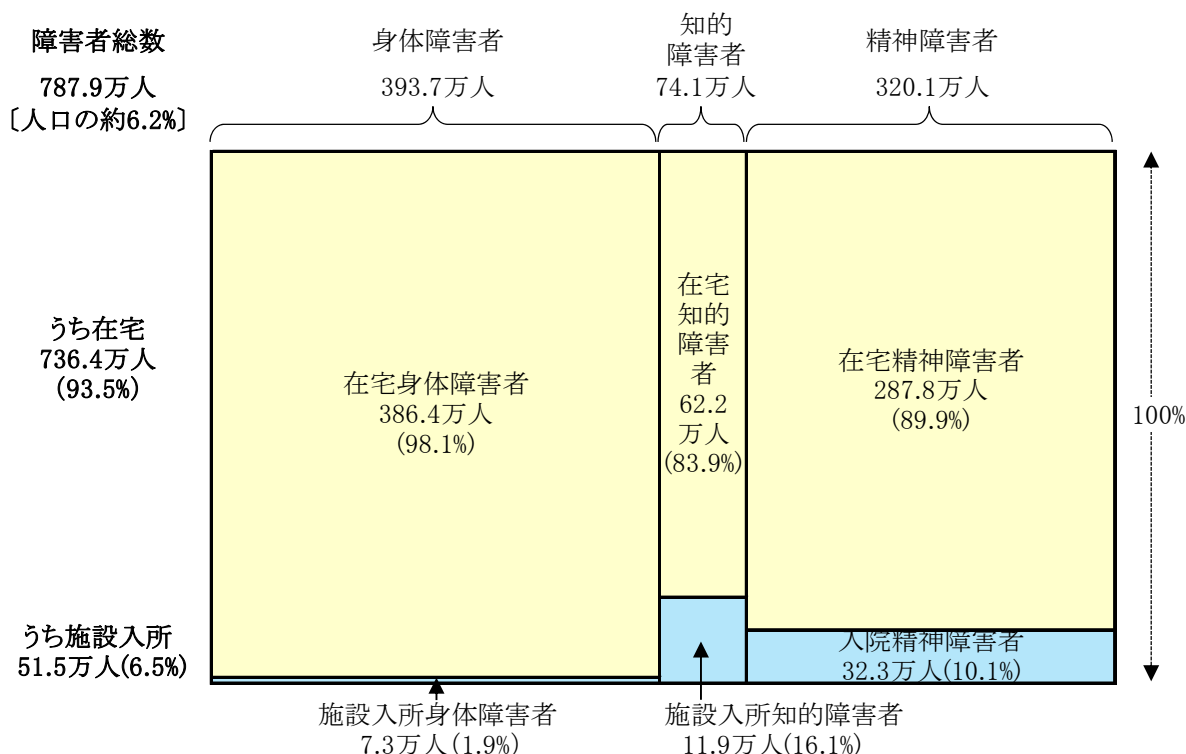 障害者総数
787.9万人
〔人口の約6.2%〕
身体障害者
393.7万人
知的
障害者
74.1万人
精神障害者
320.1万人
うち在宅
736.4万人
(93.5%)
在宅身体障害者
386.4万人
(98.1%)
在宅
知的
障害
者
62.2
万人
(83.9%)
在宅精神障害者
287.8万人
(89.9%)
100%
うち施設入所
51.5万人(6.5%)
入院精神障害者
32.3万人(10.1%)
施設入所身体障害者
7.3万人(1.9%)
施設入所知的障害者
11.9万人(16.1%)